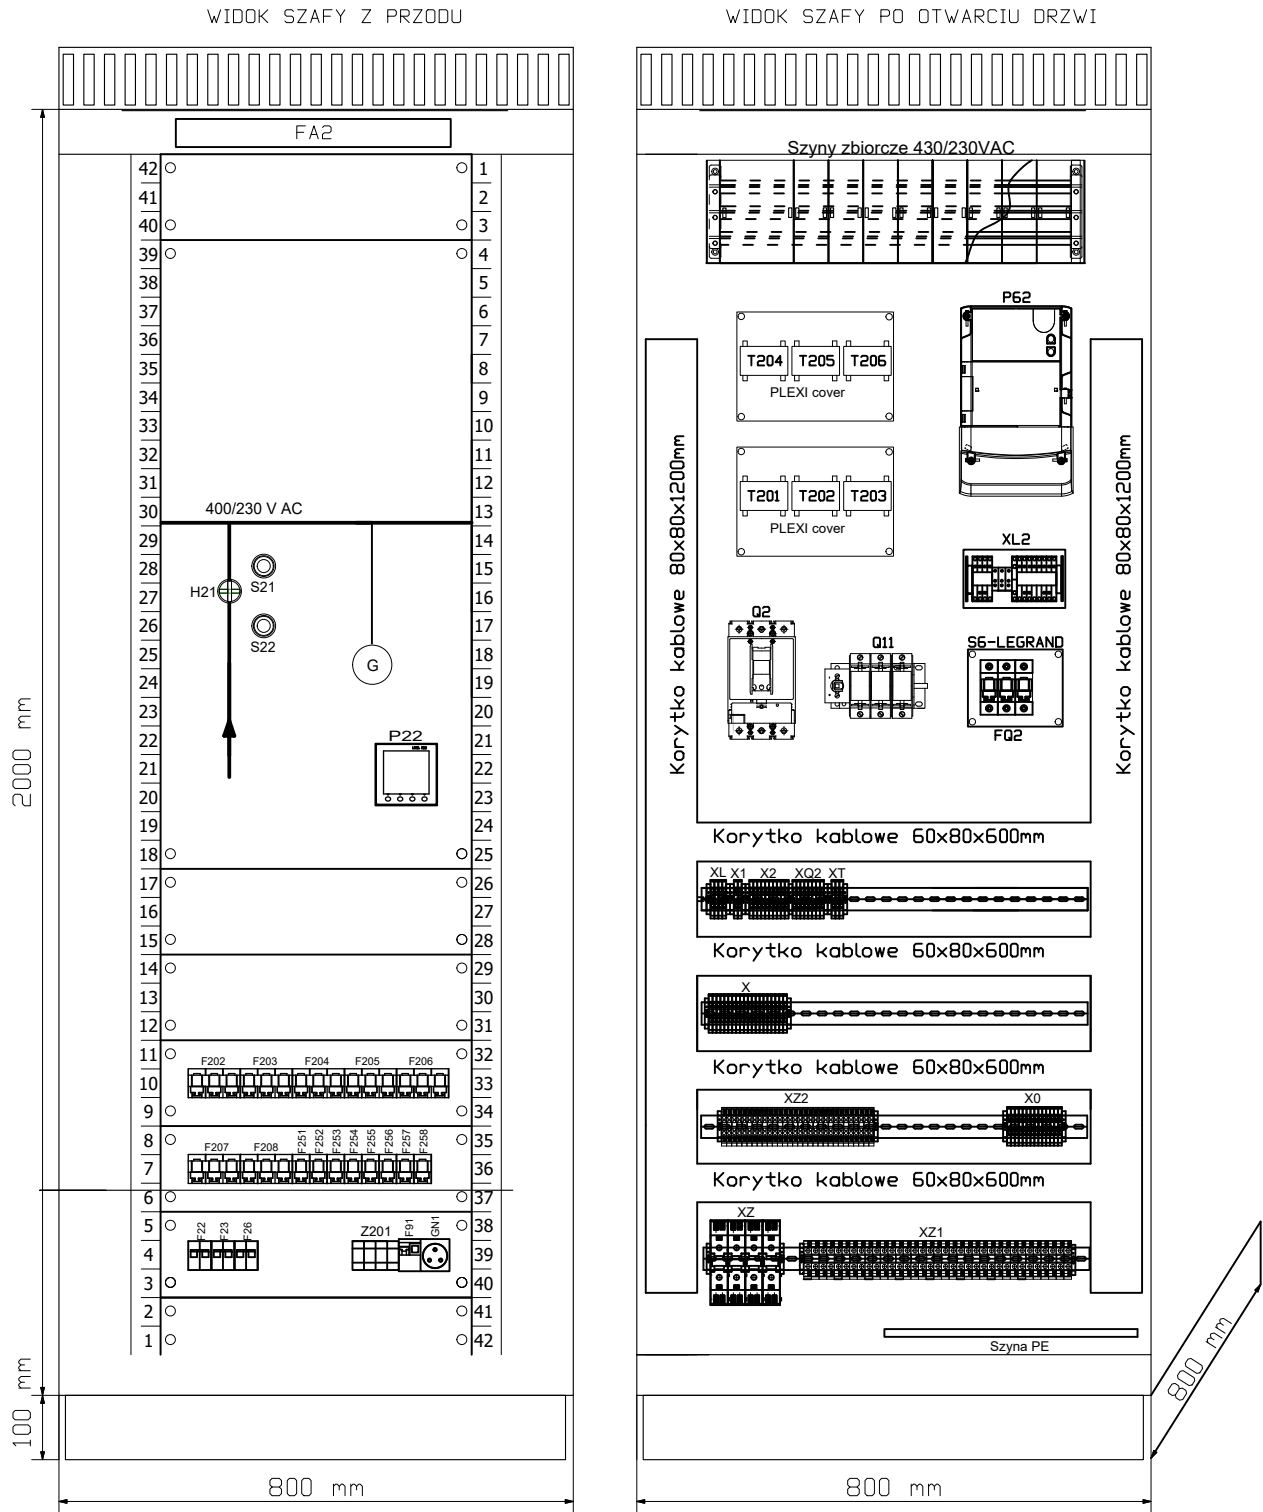 WIDOK SZAFY Z PRZODU
WIDOK SZAFY PO OTWARCIU DRZWI
FA2
Szyny zbiorcze 430/230VAC
42 1
41 2
40 3
39 4
38 5
37 6
36 7
35 8
34 9
33 10
32 11
31 12
30 13
29 14
28 15
27 16
26 17
25 18
24 19
23 20
22 21
21 22
20 23
19 24
18 25
17 26
16 27
15 28
14 29
13 30
12 31
11 32
10 33
9 34
8 35
7 36
6 37
5 38
4 39
3 40
2 41
1 42
400/230 V AC
H21
S21
S22
G
P22
F202 F203 F204 F205 F206
F207 F208 F251 F252 F253 F254 F255 F256 F257 F258
F22 F23 F26 Z201 F91 GN1
2000 mm
100 mm
800 mm
P62
T204 T205 T206
PLEXI cover
T201 T202 T203
PLEXI cover
XL2
Q2
Q11
S6-LEGRAND
FQ2
Korytko kablowe 80x80x1200mm
Korytko kablowe 80x80x1200mm
Korytko kablowe 60x80x600mm
XL X1 X2 XQ2 XT
Korytko kablowe 60x80x600mm
X
Korytko kablowe 60x80x600mm
XZ2 X0
Korytko kablowe 60x80x600mm
XZ XZ1
Szyna PE
800 mm
800 mm